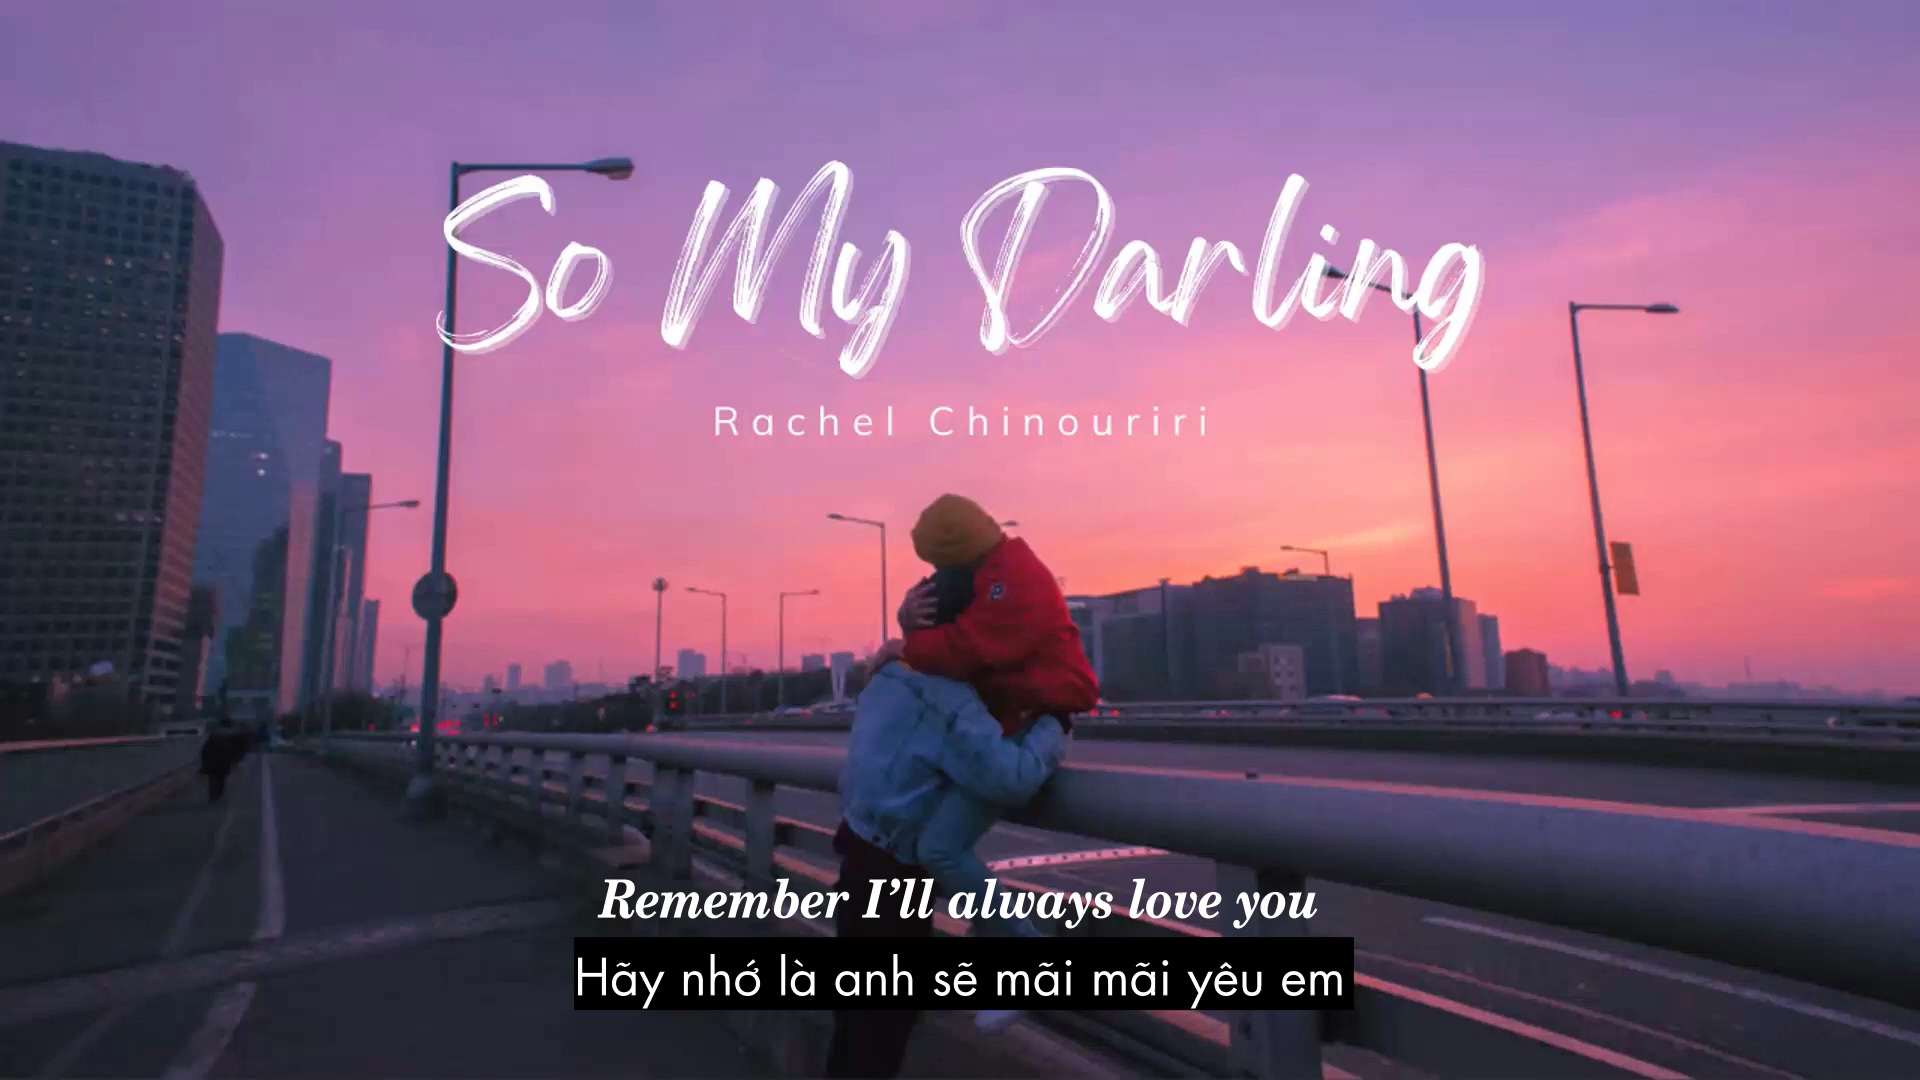 So My Darling
Rachel Chinouriri
Remember I’ll always love you
Hãy nhớ là anh sẽ mãi mãi yêu em